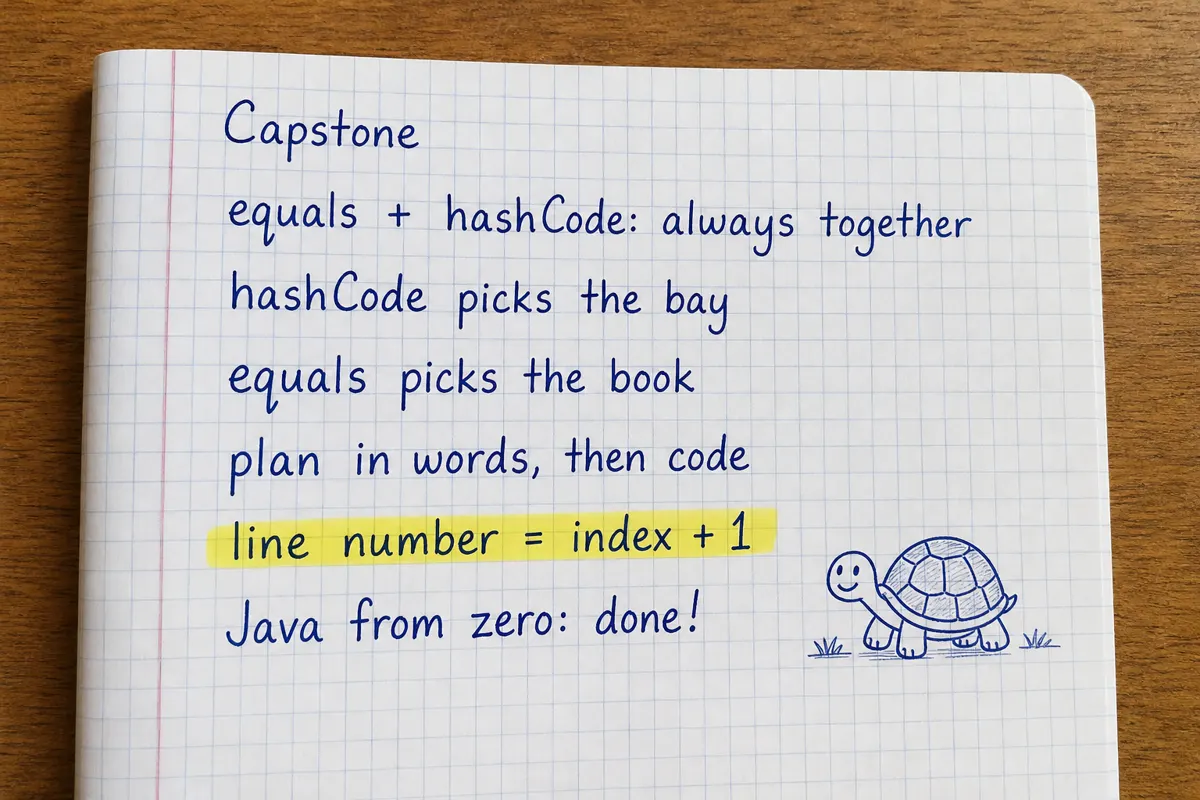 Capstone
equals + hashCode: always together
hashCode picks the bay
equals picks the book
plan in words, then code
line number = index + 1
Java from zero: done!